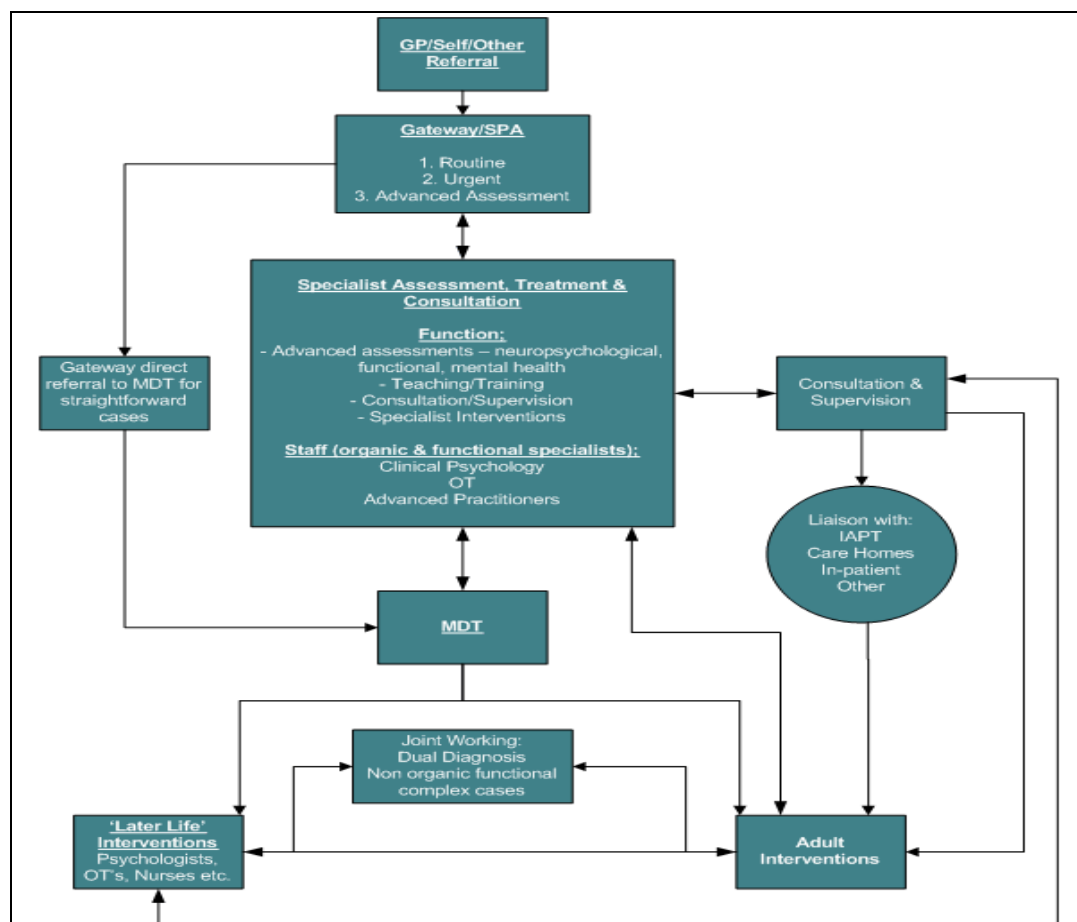 GP/Self/Other
Referral
Gateway/SPA
1. Routine
2. Urgent
3. Advanced Assessment
Specialist Assessment, Treatment &
Consultation
Function;
- Advanced assessments – neuropsychological,
functional, mental health
- Teaching/Training
- Consultation/Supervision
- Specialist Interventions
Staff (organic & functional specialists);
Clinical Psychology
OT
Advanced Practitioners
Gateway direct
referral to MDT for
straightforward
cases
Consultation &
Supervision
Liaison with:
IAPT
Care Homes
In-patient
Other
MDT
Joint Working:
Dual Diagnosis
Non organic functional
complex cases
'Later Life'
Interventions
Psychologists,
OT's, Nurses etc.
Adult
Interventions